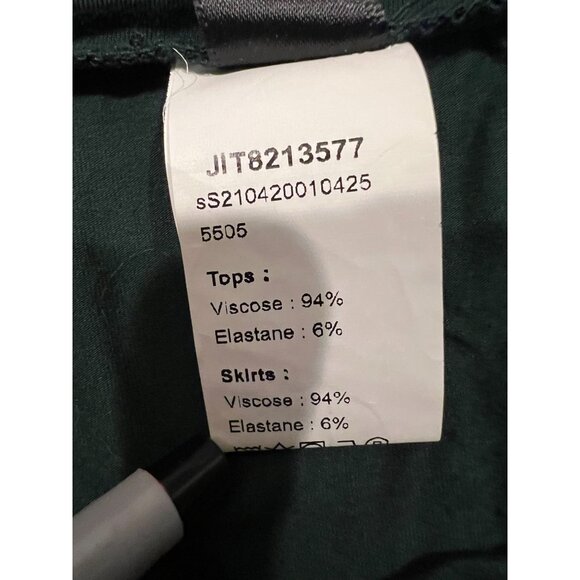 JIT8213577
sS210420010425
5505
Tops :
Viscose : 94%
Elastane : 6%
Skirts :
Viscose : 94%
Elastane : 6%